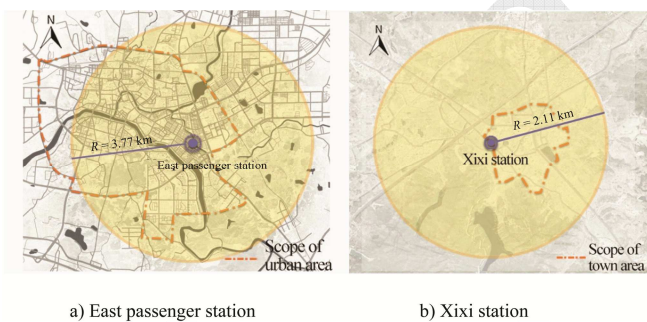 N
R = 3.77 km
East passenger station
Scope of
urban area
N
R = 2.11 km
Xixi station
Scope of
town area
a) East passenger station
b) Xixi station